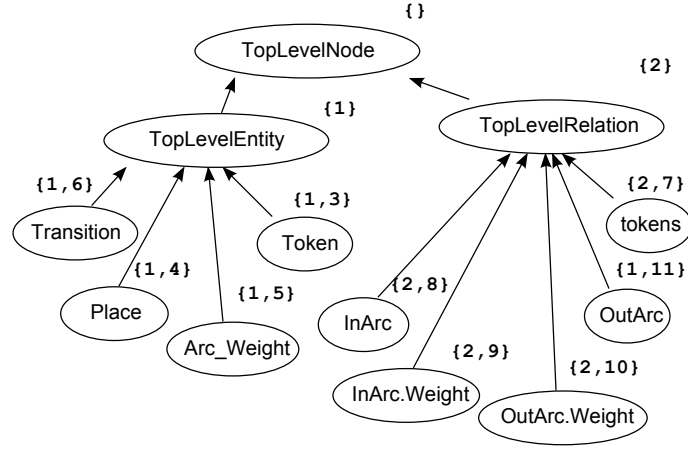 {}
TopLevelNode
{2}
{1}
TopLevelEntity
TopLevelRelation
{1,6}
{1,3}
{2,7}
Transition
Token
tokens
{1,4}
{1,11}
{1,5}
{2,8}
Place
InArc
OutArc
Arc_Weight
{2,9}
{2,10}
InArc.Weight
OutArc.Weight